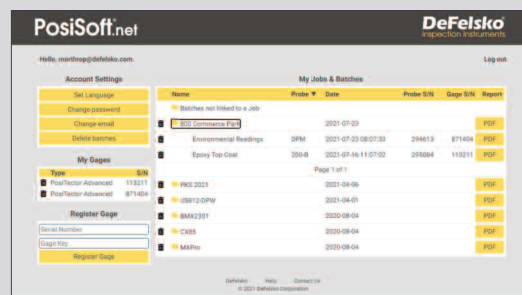 PosiSoft.net
DeFelsko
Inspection Instruments
Hello, morthrop@defelsko.com
Log out
Account Settings
Set Language
Change password
Change email
Delete batches
My Gages
Type S/N
PosiTector Advanced 113211
PosiTector Advanced 871404
Register Gage
Serial Number
Gage Key
Register Gage
My Jobs & Batches
Name Probe ▼ Date Probe S/N Gage S/N Report
Batches not linked to a Job
800 Commerce Park 2021-07-23 PDF
Environmental Readings DPM 2021-07-23 08:07:33 294613 871404 PDF
Epoxy Top Coat 200-B 2021-07-16 11:07:02 295084 113211 PDF
Page 1 of 1
PKS 2021 2021-04-06 PDF
US612-DPW 2021-04-01 PDF
BMX2301 2020-08-04 PDF
CX85 2020-08-04 PDF
MXPro 2020-08-04 PDF
DeFelsko Help Contact Us
© 2021 DeFelsko Corporation